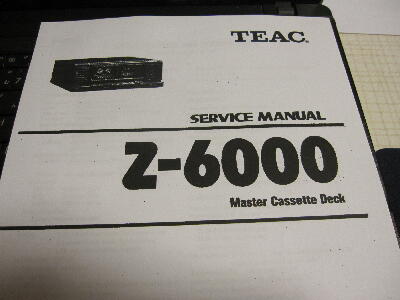 TEAC.
SERVICE MANUAL
Z-6000
Master Cassette Deck